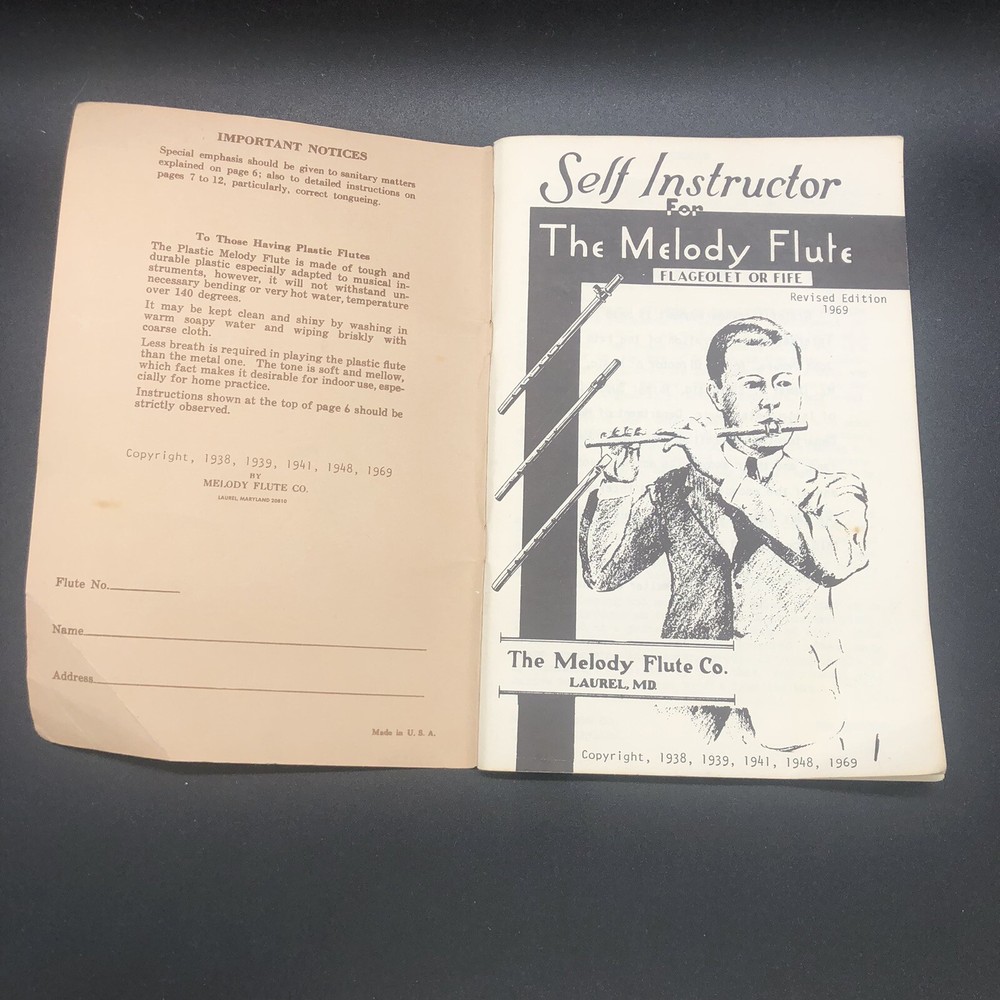 IMPORTANT NOTICES
Special emphasis should be given to sanitary matters
explained on page 6; also to detailed instructions on
pages 7 to 12, particularly, correct tongueing.
To Those Having Plastic Flutes
The Plastic Melody Flute is made of tough and
durable plastic especially adapted to musical in-
struments, however, it will not withstand un-
necessary bending or very hot water, temperature
over 140 degrees.
It may be kept clean and shiny by washing in
warm soapy water and wiping briskly with
coarse cloth.
Less breath is required in playing the plastic flute
than the metal one. The tone is soft and mellow,
which fact makes it desirable for indoor use, espe-
cially for home practice.
Instructions shown at the top of page 6 should be
strictly observed.
Copyright, 1938, 1939, 1941, 1948, 1969
BY
MELODY FLUTE CO.
LAUREL, MARYLAND 20810
Flute No.
Name
Address
Made in U. S. A.
Self Instructor
For
The Melody Flute
FLAGEOLET OR FIFE
Revised Edition
1969
The Melody Flute Co.
LAUREL, MD.
Copyright, 1938, 1939, 1941, 1948, 1969